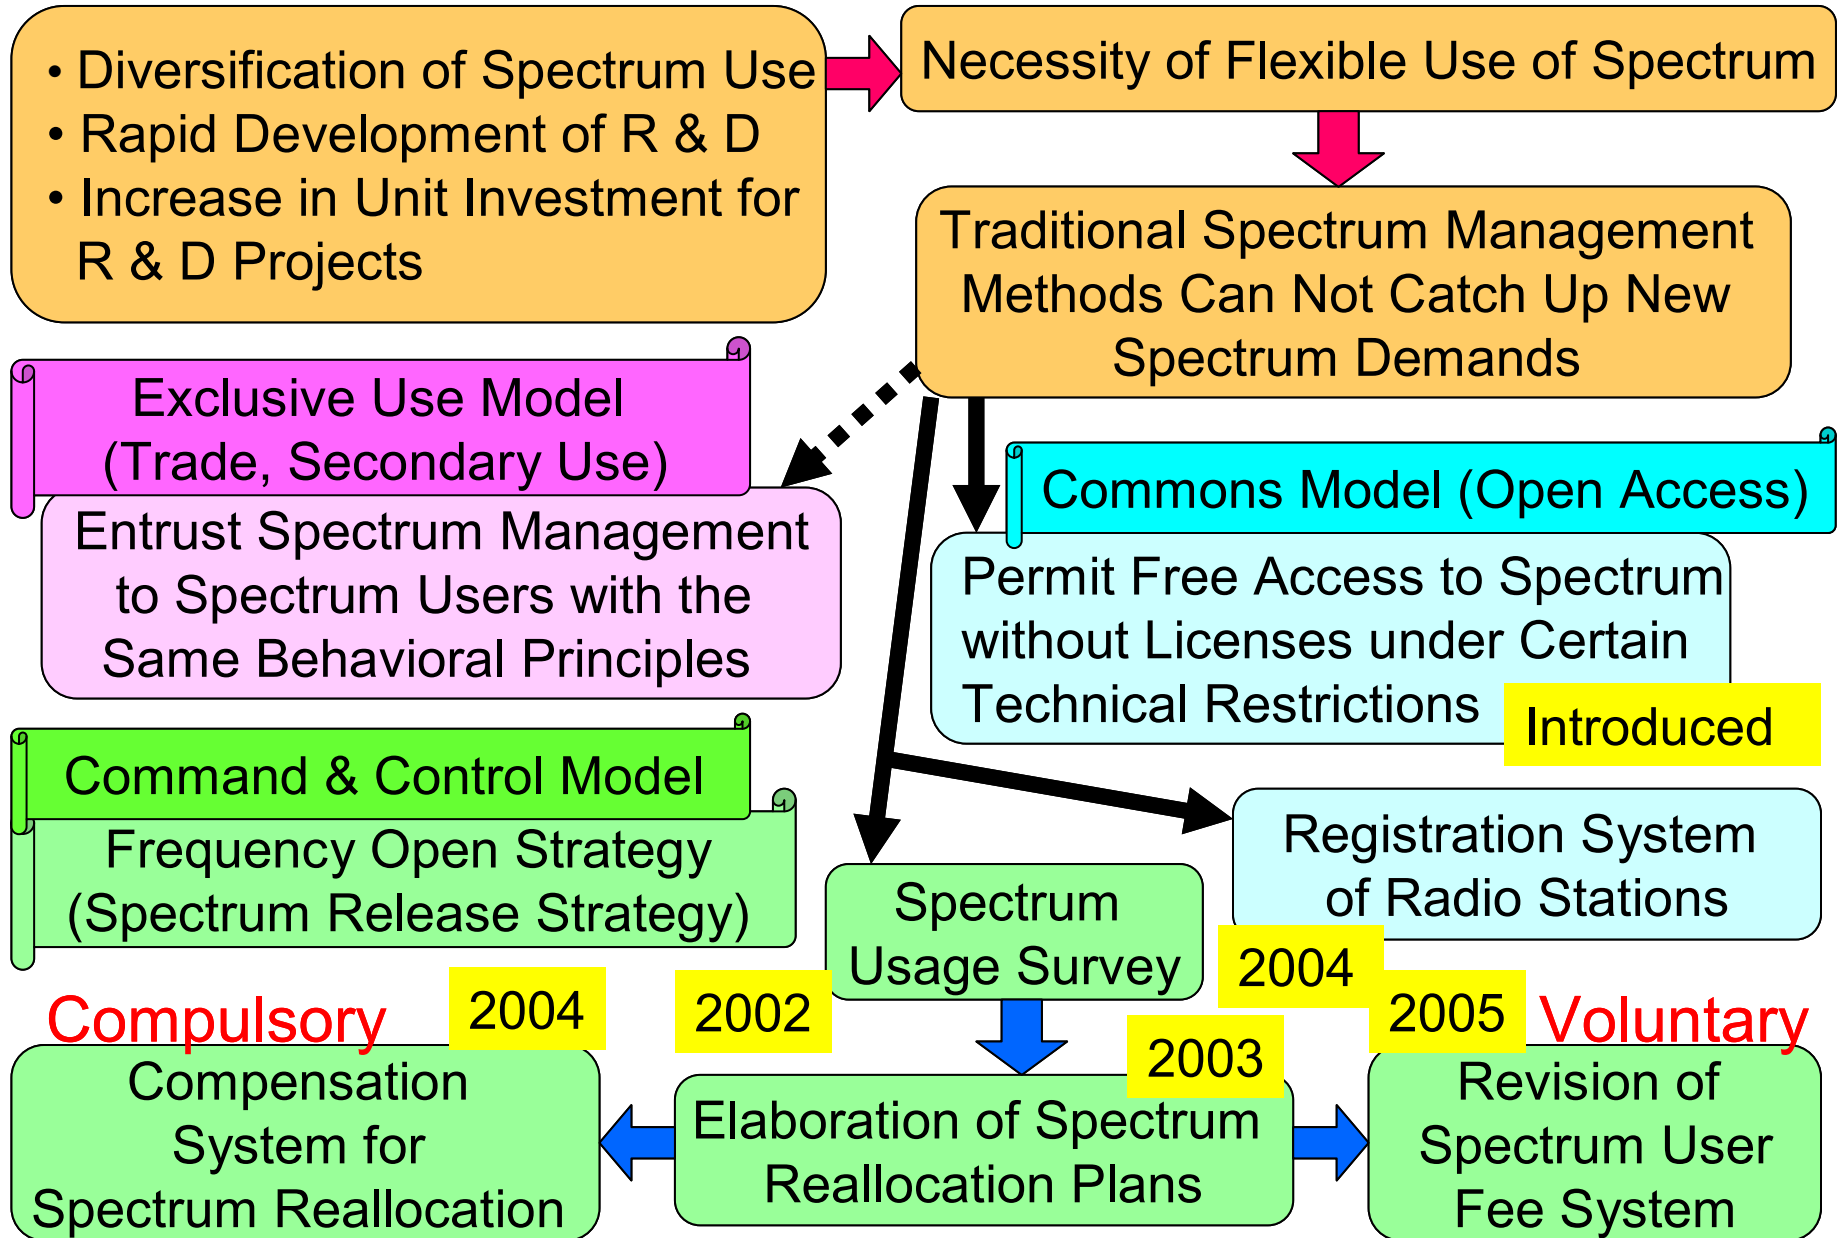 • Diversification of Spectrum Use
• Rapid Development of R & D
• Increase in Unit Investment for
R & D Projects
Necessity of Flexible Use of Spectrum
Traditional Spectrum Management
Methods Can Not Catch Up New
Spectrum Demands
Exclusive Use Model
(Trade, Secondary Use)
Entrust Spectrum Management
to Spectrum Users with the
Same Behavioral Principles
Commons Model (Open Access)
Permit Free Access to Spectrum
without Licenses under Certain
Technical Restrictions
Introduced
Command & Control Model
Frequency Open Strategy
(Spectrum Release Strategy)
Spectrum
Usage Survey
2002
Registration System
of Radio Stations
2004
Compulsory
2004
Compensation
System for
Spectrum Reallocation
2003
Elaboration of Spectrum
Reallocation Plans
2005
Voluntary
Revision of
Spectrum User
Fee System